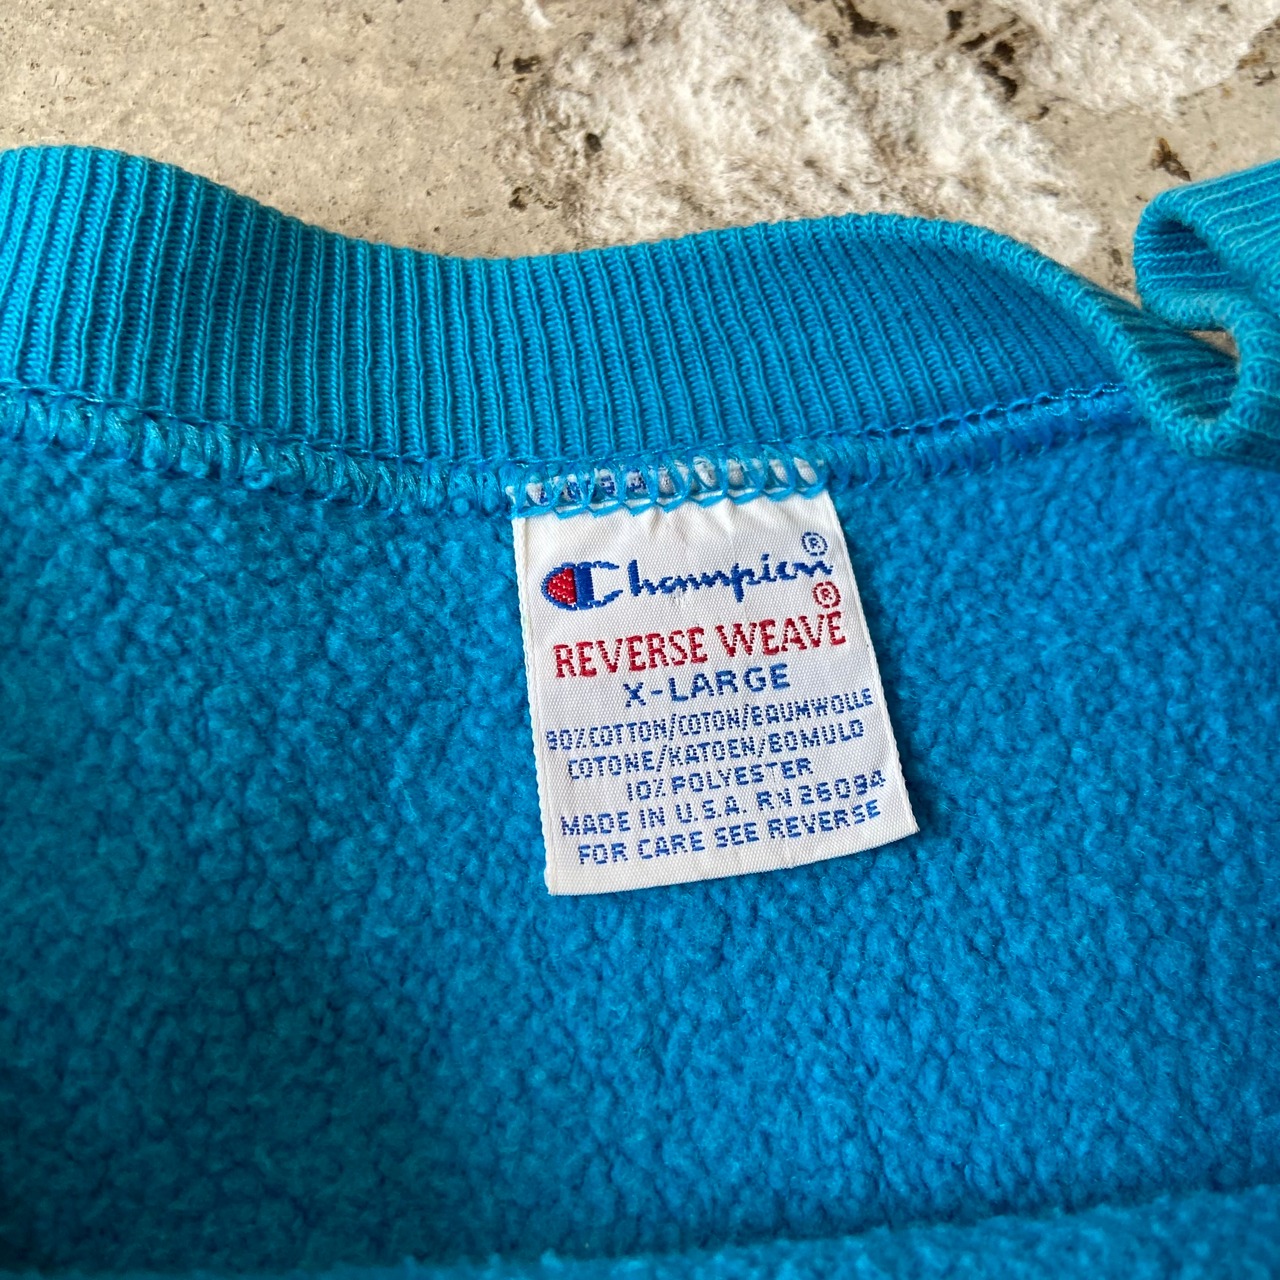 Champion®
REVERSE WEAVE®
X-LARGE
90% COTTON/COTON/BAUMWOLLE
COTONE/KATOEN/BOMULD
10% POLYESTER
MADE IN U.S.A. RN 26094
FOR CARE SEE REVERSE